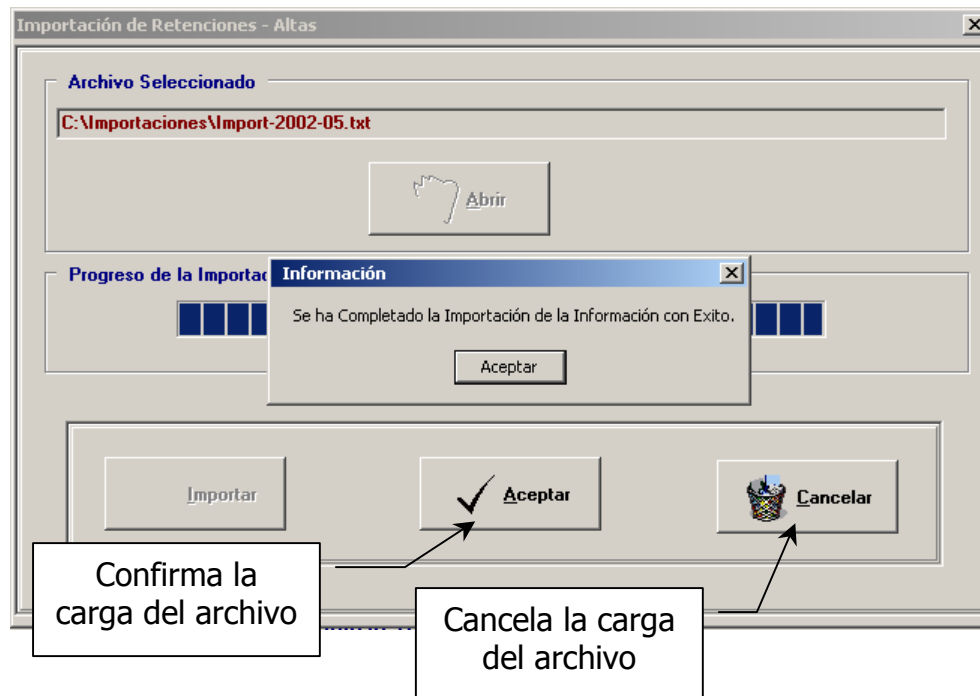 Importación de Retenciones - Altas
Archivo Seleccionado
C:\Importaciones\Import-2002-05.txt
Abrir
Progreso de la Importac
Información
Se ha Completado la Importación de la Información con Exito.
Aceptar
Importar
Aceptar
Cancelar
Confirma la
carga del archivo
Cancela la carga
del archivo